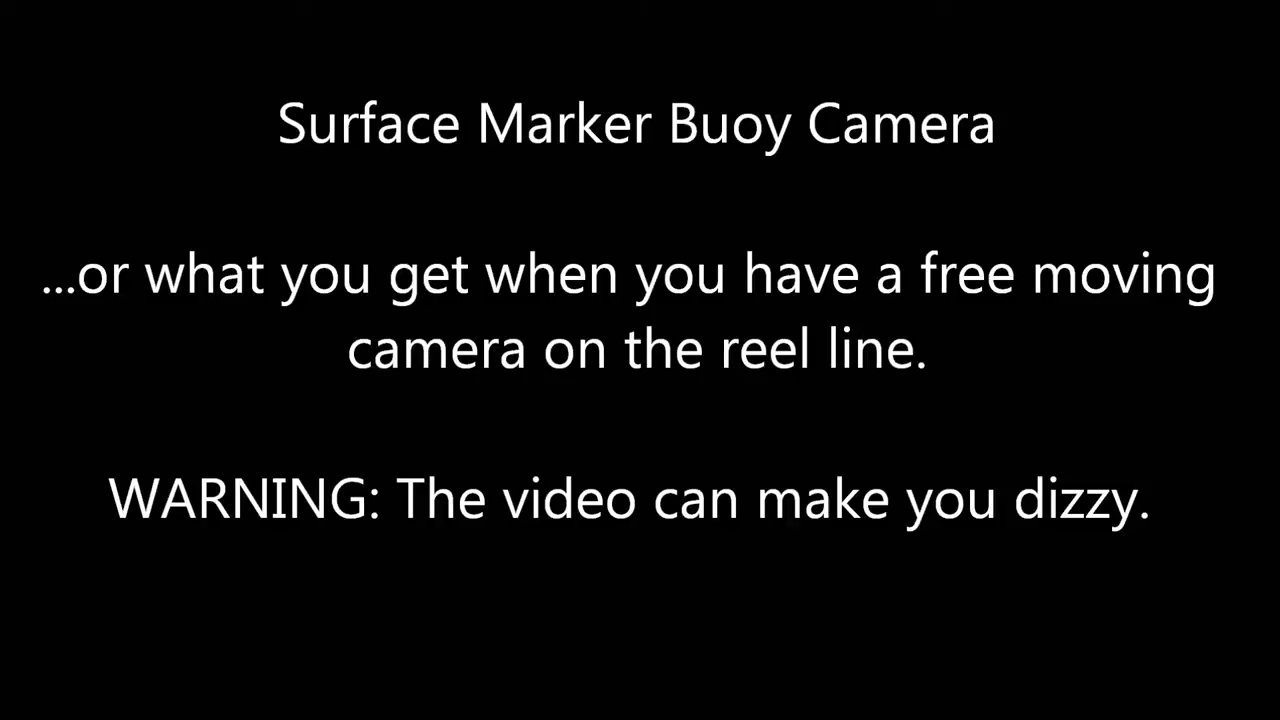 Surface Marker Buoy Camera
...or what you get when you have a free moving
camera on the reel line.
WARNING: The video can make you dizzy.